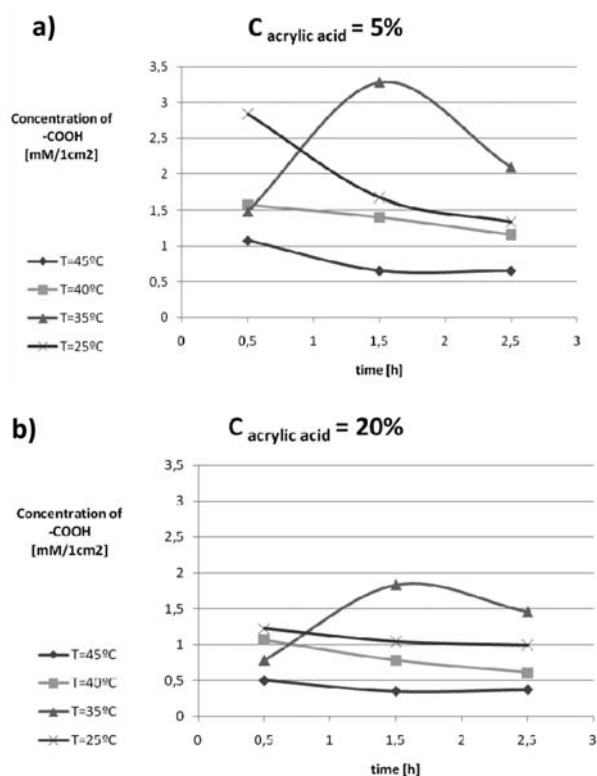 a)
C acrylic acid = 5%
Concentration of
-COOH
[mM/1cm2]
3,5
3
2,5
2
1,5
1
0,5
0
0 0,5 1 1,5 2 2,5 3
time [h]
T=45ºC
T=40ºC
T=35ºC
T=25ºC
b)
C acrylic acid = 20%
Concentration of
-COOH
[mM/1cm2]
3,5
3
2,5
2
1,5
1
0,5
0
0 0,5 1 1,5 2 2,5 3
time [h]
T=45ºC
T=40ºC
T=35ºC
T=25ºC